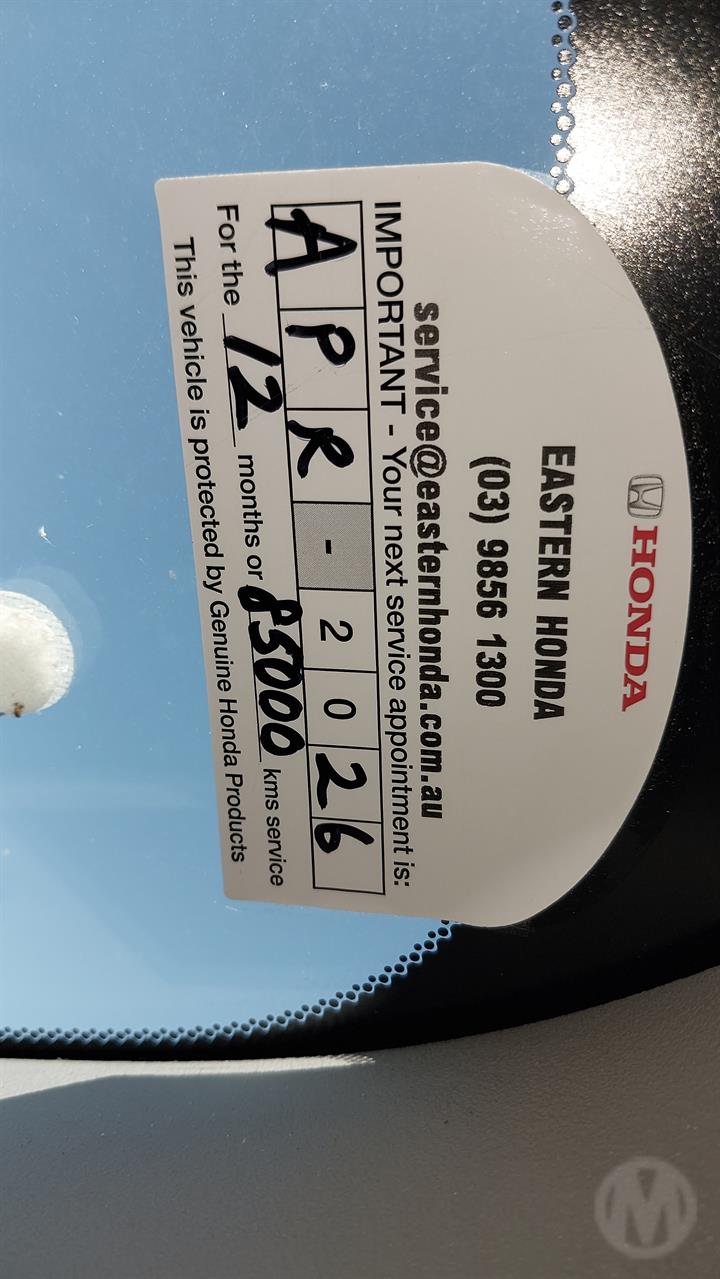 HONDA
EASTERN HONDA
(03) 9856 1300
service@easternhonda.com.au
IMPORTANT - Your next service appointment is:
APR-2026
For the 12 months or 85000 kms service
This vehicle is protected by Genuine Honda Products
M